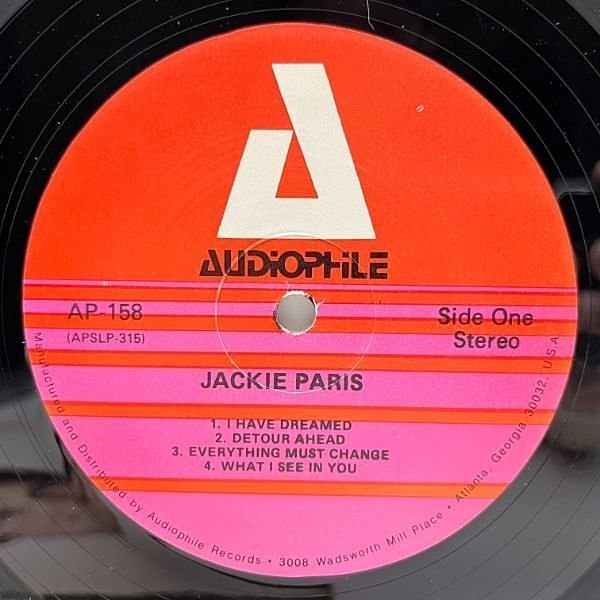 AUDIOPHILE
AP-158
(APSLP-315)
Side One
Stereo
JACKIE PARIS
1. I HAVE DREAMED
2. DETOUR AHEAD
3. EVERYTHING MUST CHANGE
4. WHAT I SEE IN YOU
Manufactured and Distributed by Audiophile Records • 3008 Wadsworth Mill Place • Atlanta, Georgia 30032, U.S.A.